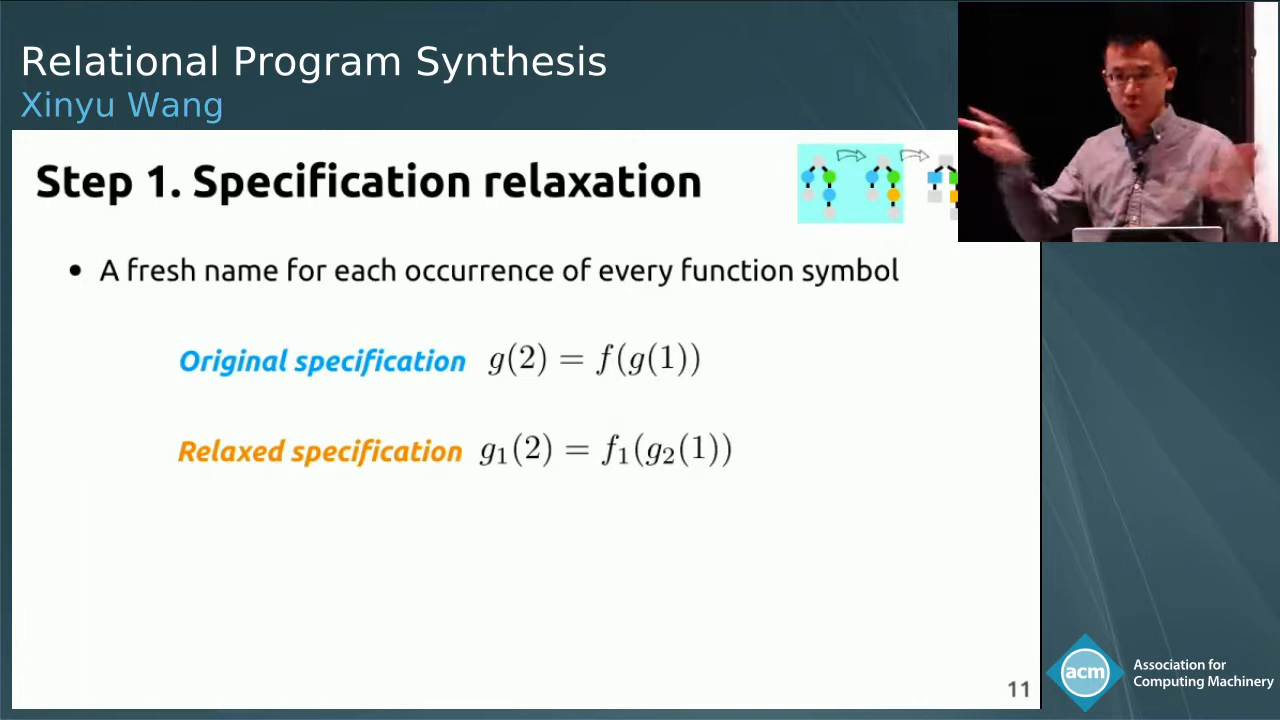 Relational Program Synthesis
Xinyu Wang
Step 1. Specification relaxation
• A fresh name for each occurrence of every function symbol
Original specification g(2) = f(g(1))
Relaxed specification g₁(2) = f₁(g₂(1))
11
acm
Association for
Computing Machinery